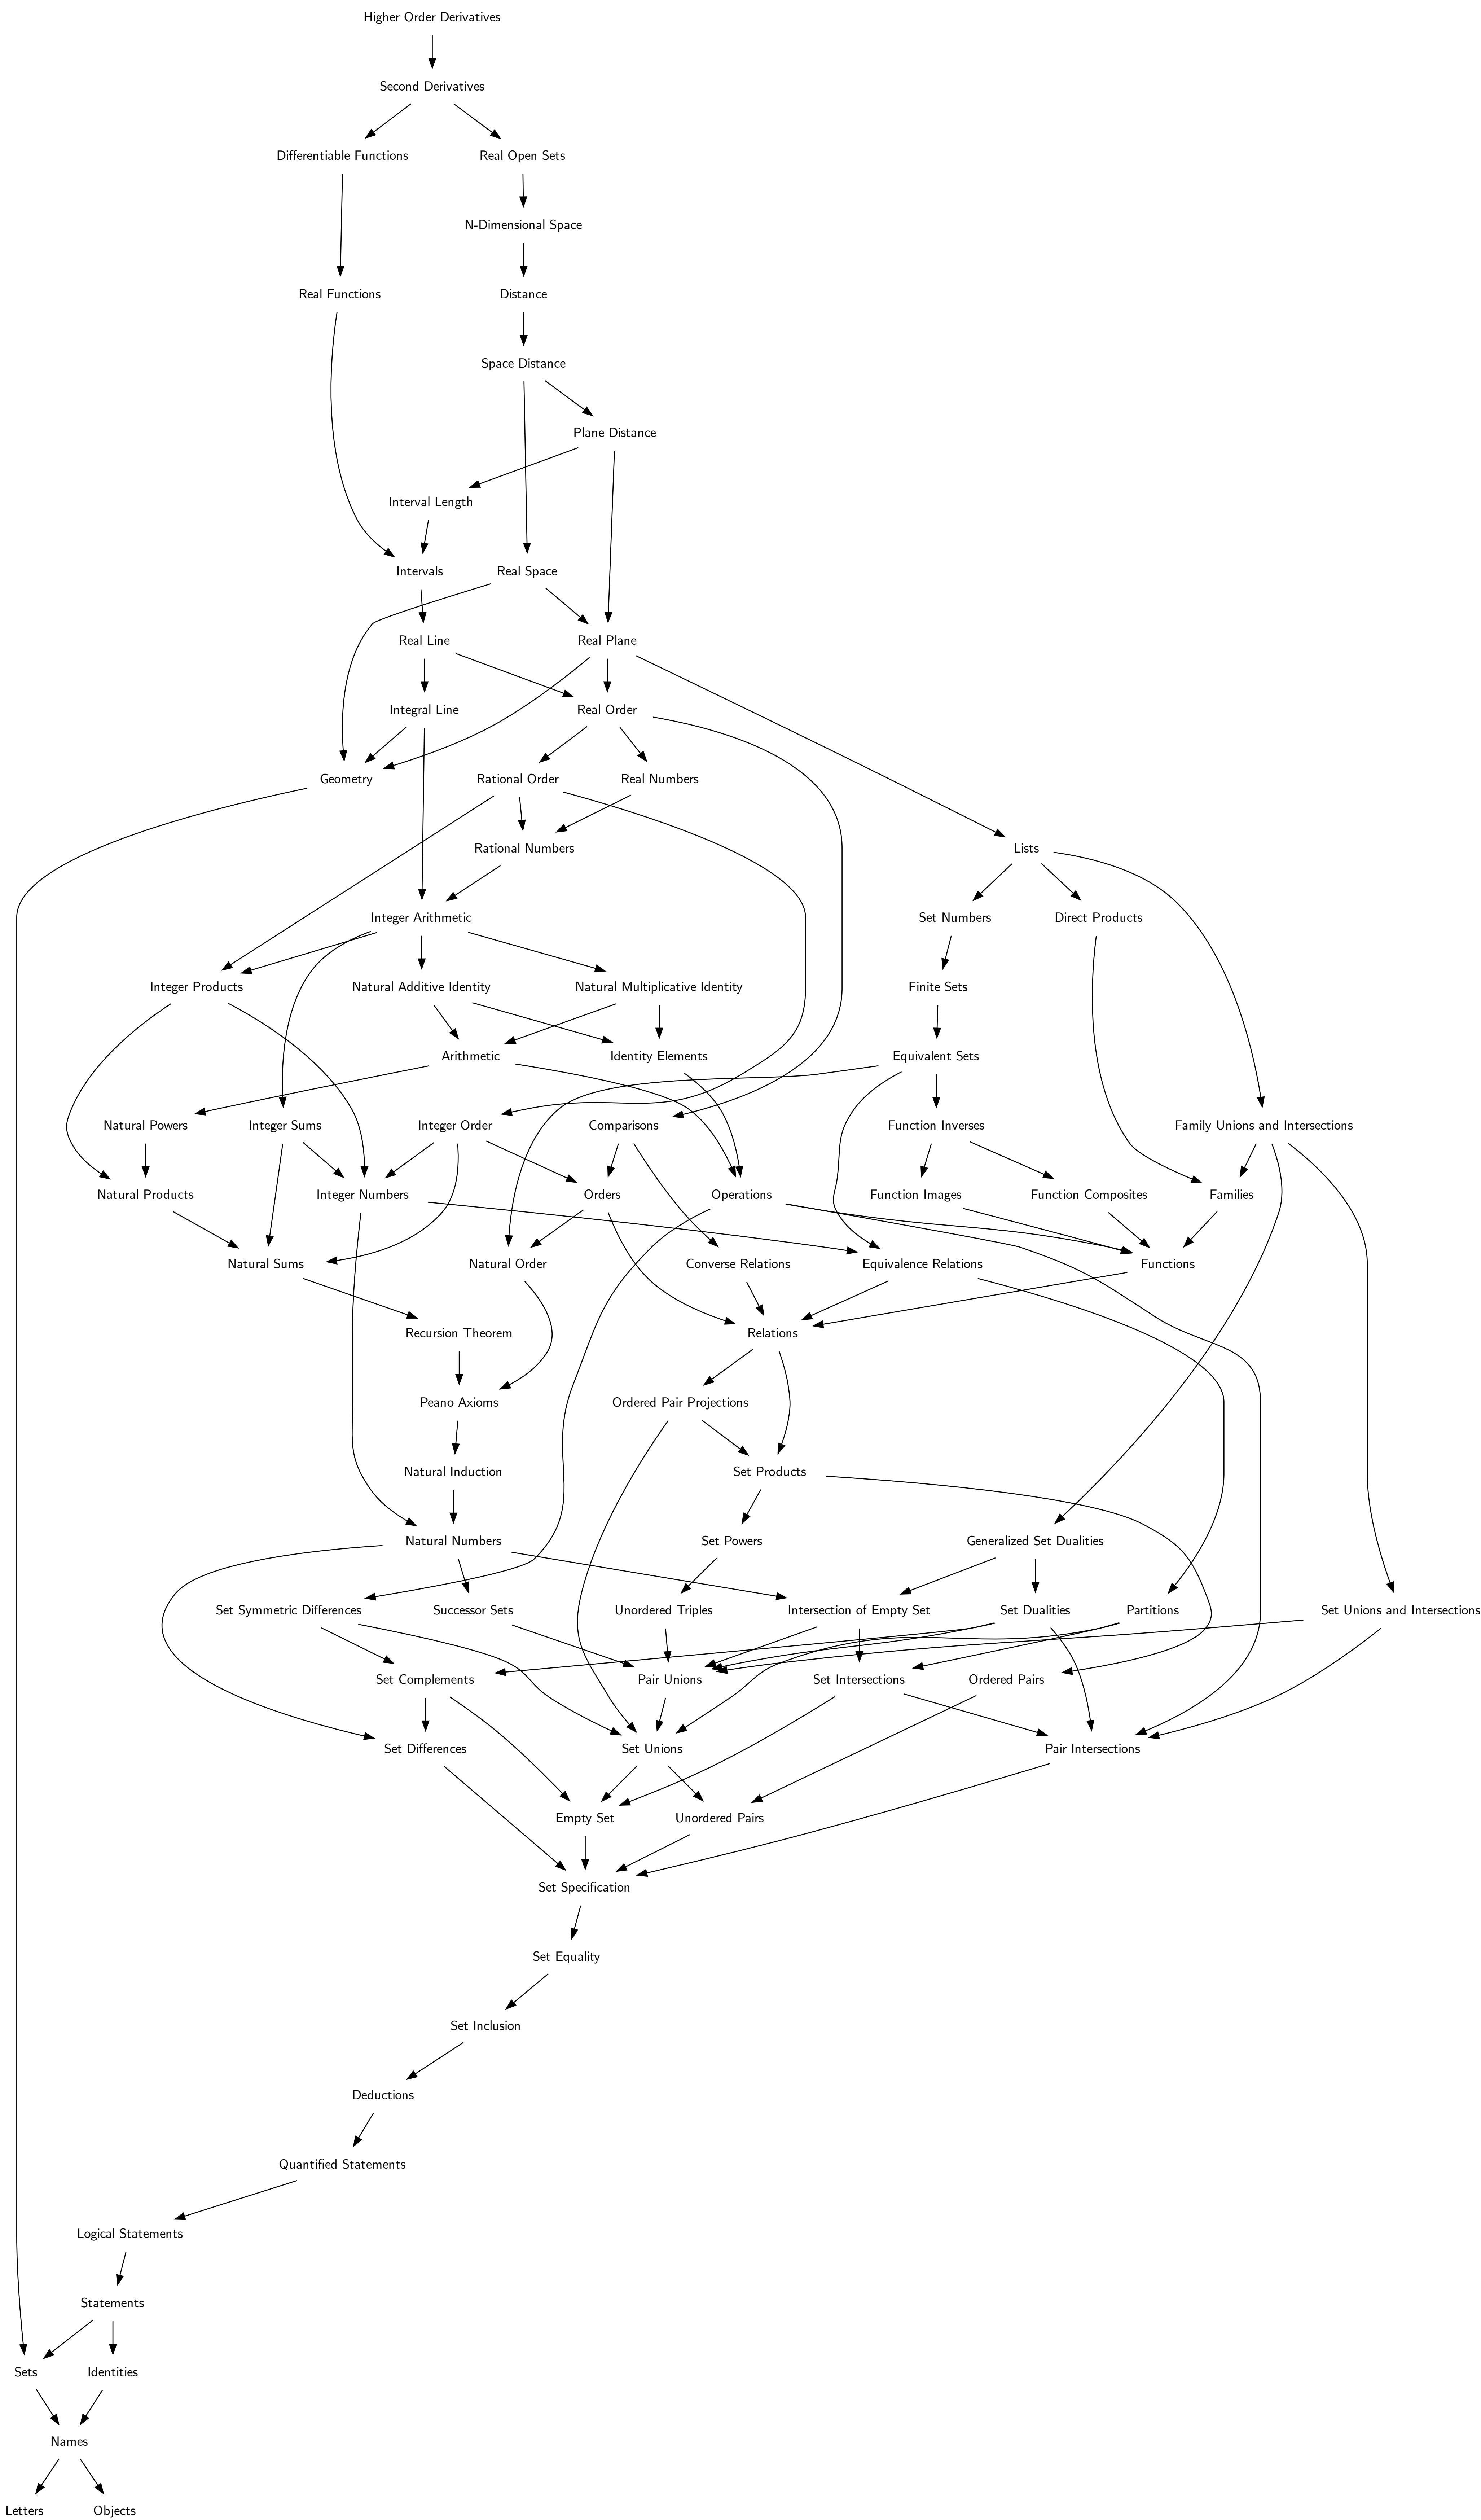 Higher Order Derivatives
Second Derivatives
Differentiable Functions
Real Open Sets
N-Dimensional Space
Real Functions
Distance
Space Distance
Plane Distance
Interval Length
Intervals
Real Space
Real Line
Real Plane
Integral Line
Real Order
Geometry
Rational Order
Real Numbers
Rational Numbers
Lists
Integer Arithmetic
Set Numbers
Direct Products
Integer Products
Natural Additive Identity
Natural Multiplicative Identity
Finite Sets
Arithmetic
Identity Elements
Equivalent Sets
Natural Powers
Integer Sums
Integer Order
Comparisons
Function Inverses
Family Unions and Intersections
Natural Products
Integer Numbers
Orders
Operations
Function Images
Function Composites
Families
Natural Sums
Natural Order
Converse Relations
Equivalence Relations
Functions
Recursion Theorem
Relations
Peano Axioms
Ordered Pair Projections
Natural Induction
Set Products
Natural Numbers
Set Powers
Generalized Set Dualities
Set Symmetric Differences
Successor Sets
Unordered Triples
Intersection of Empty Set
Set Dualities
Partitions
Set Unions and Intersections
Set Complements
Pair Unions
Set Intersections
Ordered Pairs
Set Differences
Set Unions
Pair Intersections
Empty Set
Unordered Pairs
Set Specification
Set Equality
Set Inclusion
Deductions
Quantified Statements
Logical Statements
Statements
Sets
Identities
Names
Letters
Objects